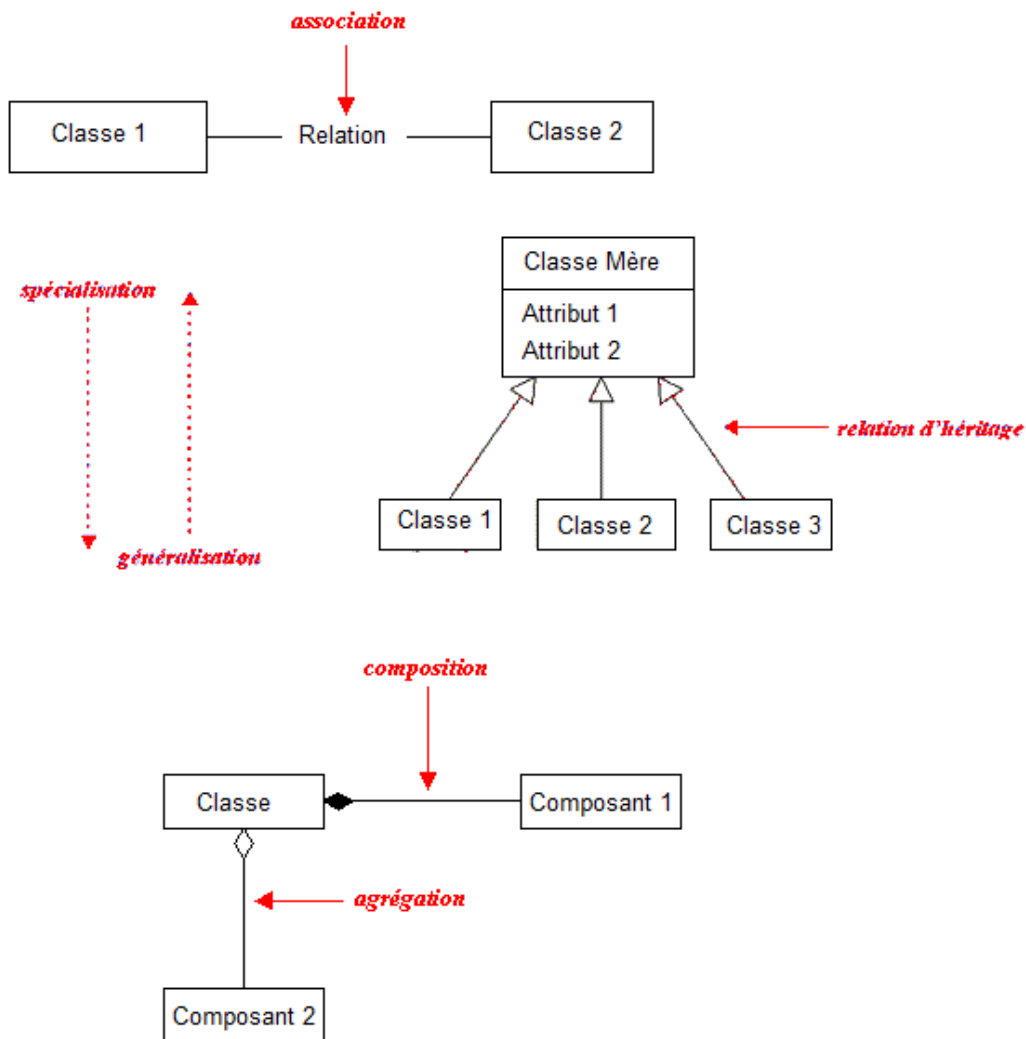 association
Classe 1
Relation
Classe 2
Classe Mère
Attribut 1
Attribut 2
spécialisation
généralisation
relation d'héritage
Classe 1
Classe 2
Classe 3
composition
Classe
Composant 1
agrégation
Composant 2